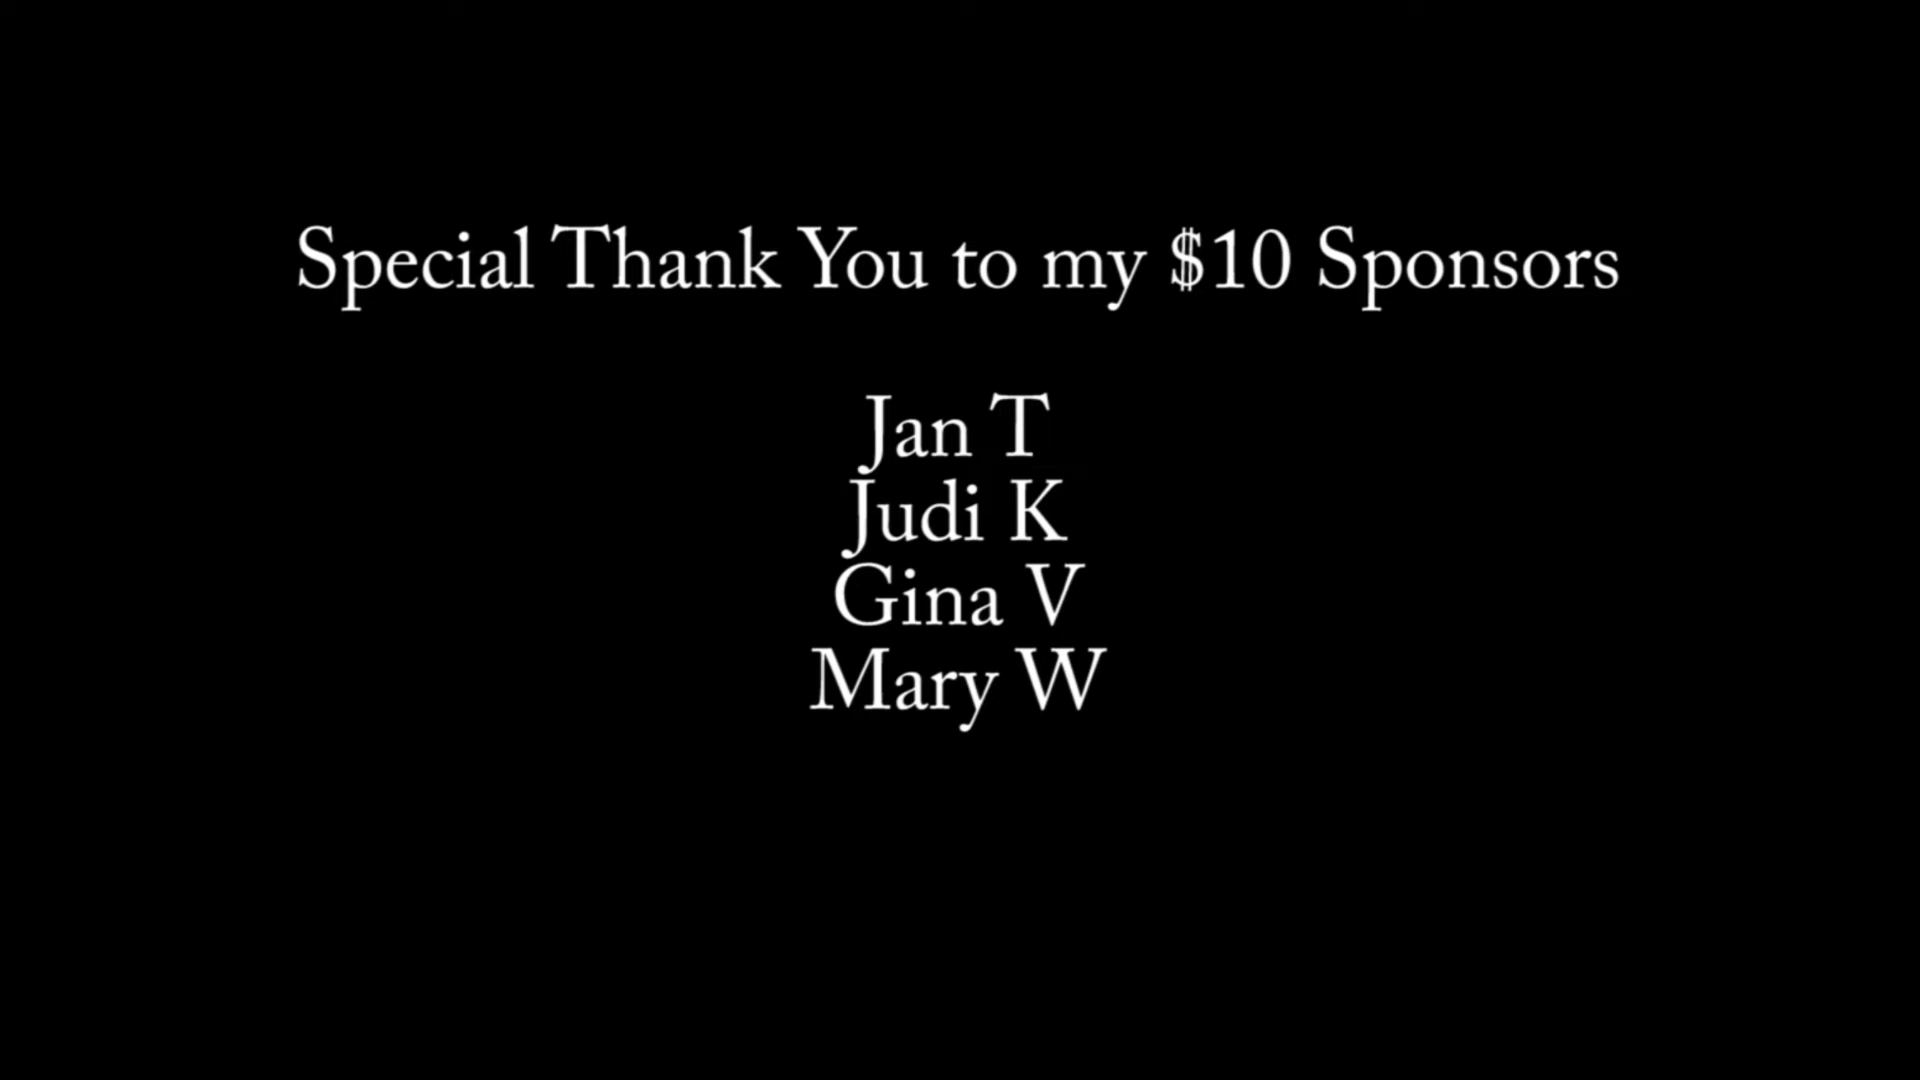 Special Thank You to my $10 Sponsors
Jan T
Judi K
Gina V
Mary W